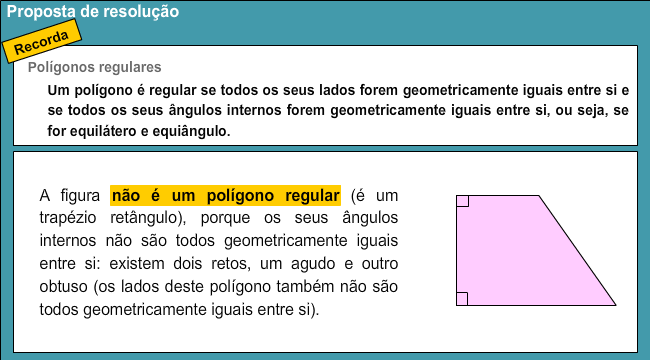 Proposta de resolução
Recorda
Polígonos regulares
Um polígono é regular se todos os seus lados forem geometricamente iguais entre si e
se todos os seus ângulos internos forem geometricamente iguais entre si, ou seja, se
for equilátero e equiângulo.
A figura não é um polígono regular (é um
trapézio retângulo), porque os seus ângulos
internos não são todos geometricamente iguais
entre si: existem dois retos, um agudo e outro
obtuso (os lados deste polígono também não são
todos geometricamente iguais entre si).